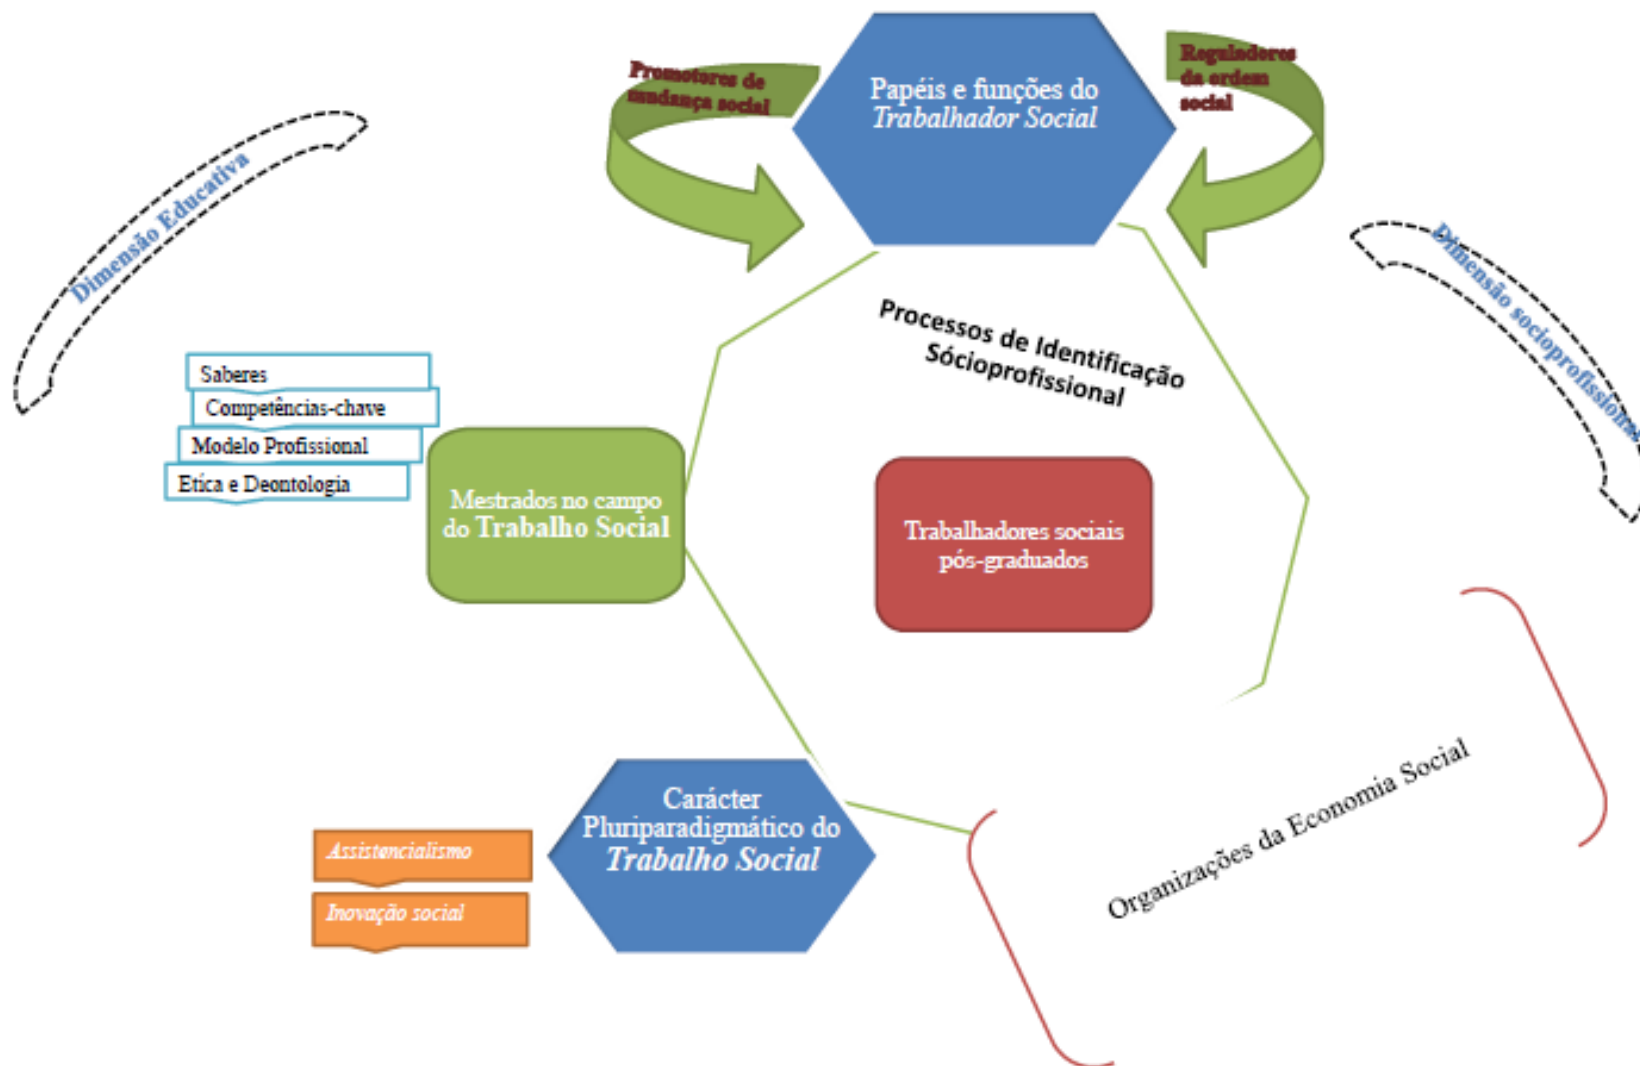 Promotores de
mudança social
Papéis e funções do
Trabalhador Social
Reguladores
da ordem
social
Dimensão Educativa
Dimensão socioprofissional
Processos de Identificação
Sócioprofissional
Saberes
Competências-chave
Modelo Profissional
Etica e Deontologia
Mestrados no campo
do Trabalho Social
Trabalhadores sociais
pós-graduados
Carácter
Pluriparadigmático do
Trabalho Social
Assistencialismo
Inovação social
Organizações da Economia Social